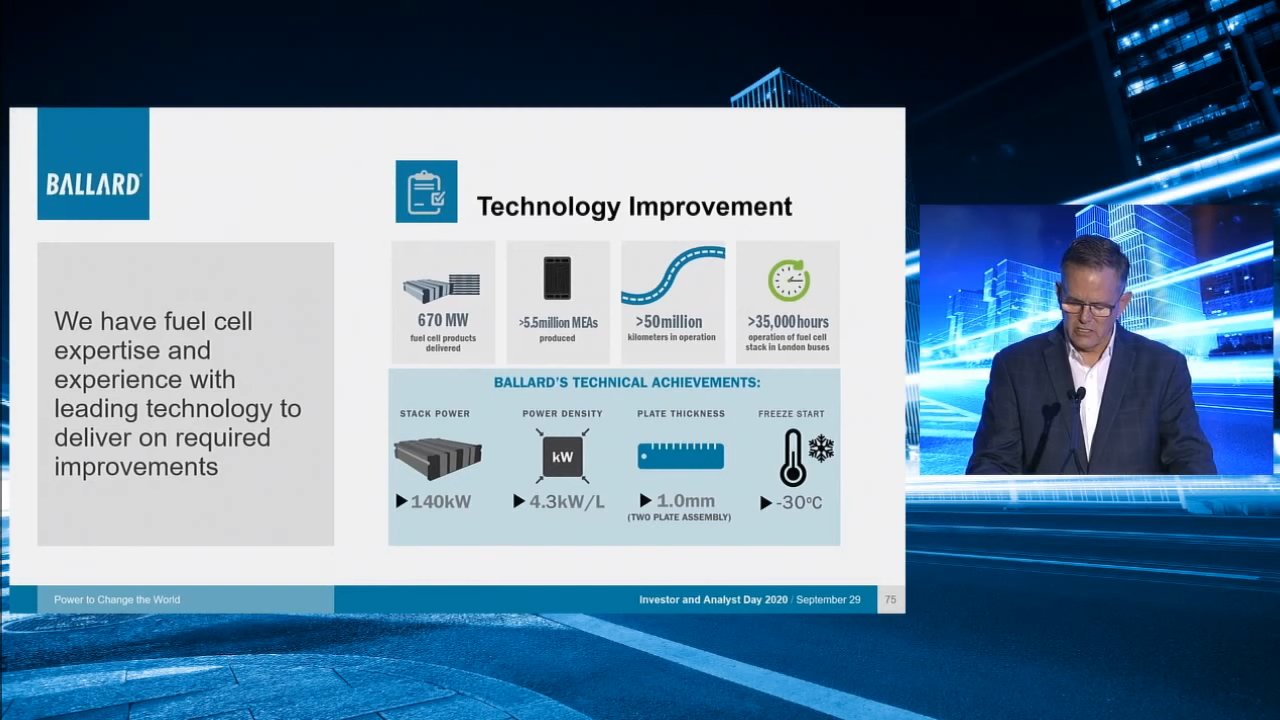 BALLARD
Technology Improvement
We have fuel cell
expertise and
experience with
leading technology to
deliver on required
improvements
670 MW
fuel cell products
delivered
>5.5million MEAs
produced
>50million
kilometers in operation
>35,000hours
operation of fuel cell
stack in London buses
BALLARD'S TECHNICAL ACHIEVEMENTS:
STACK POWER
140kW
POWER DENSITY
kW
4.3kW/L
PLATE THICKNESS
1.0mm
(TWO PLATE ASSEMBLY)
FREEZE START
-30ºC
Power to Change the World
Investor and Analyst Day 2020 / September 29
75